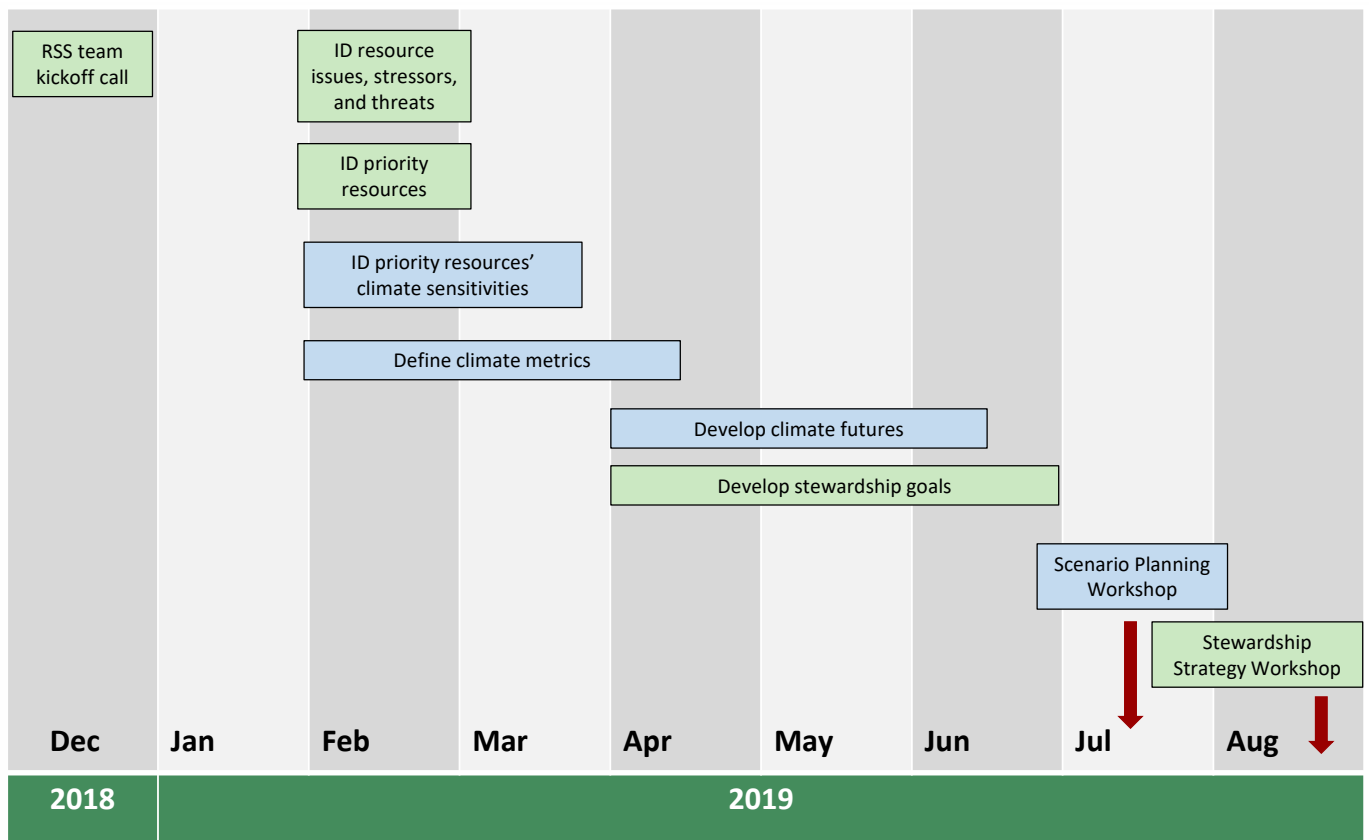 RSS team
kickoff call
ID resource
issues, stressors,
and threats
ID priority
resources
ID priority resources’
climate sensitivities
Define climate metrics
Develop climate futures
Develop stewardship goals
Scenario Planning
Workshop
Stewardship
Strategy Workshop
Dec Jan Feb Mar Apr May Jun Jul Aug
2018 2019